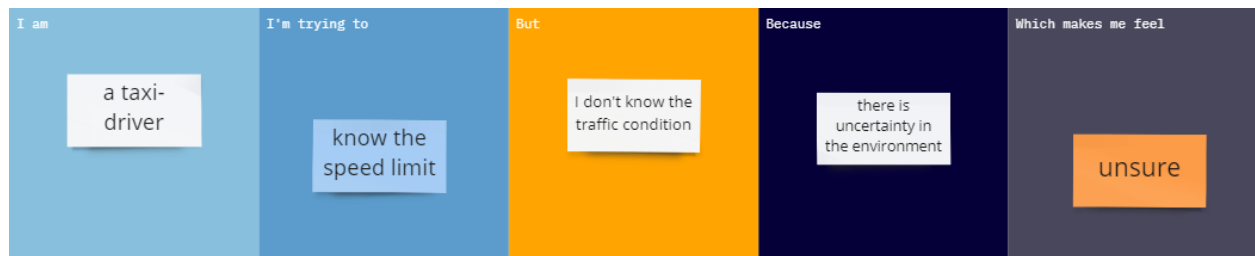 I am
a taxi-
driver
I'm trying to
know the
speed limit
But
I don't know the
traffic condition
Because
there is
uncertainty in
the environment
Which makes me feel
unsure